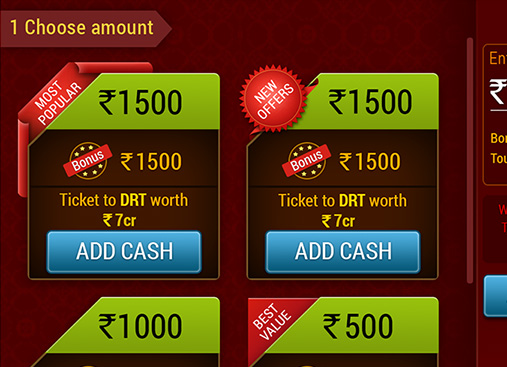 1 Choose amount
MOST
POPULAR
₹1500
Bonus ₹1500
Ticket to DRT worth
₹7cr
ADD CASH
NEW
OFFERS
₹1500
Bonus ₹1500
Ticket to DRT worth
₹7cr
ADD CASH
₹1000
BEST
VALUE
₹500
₹